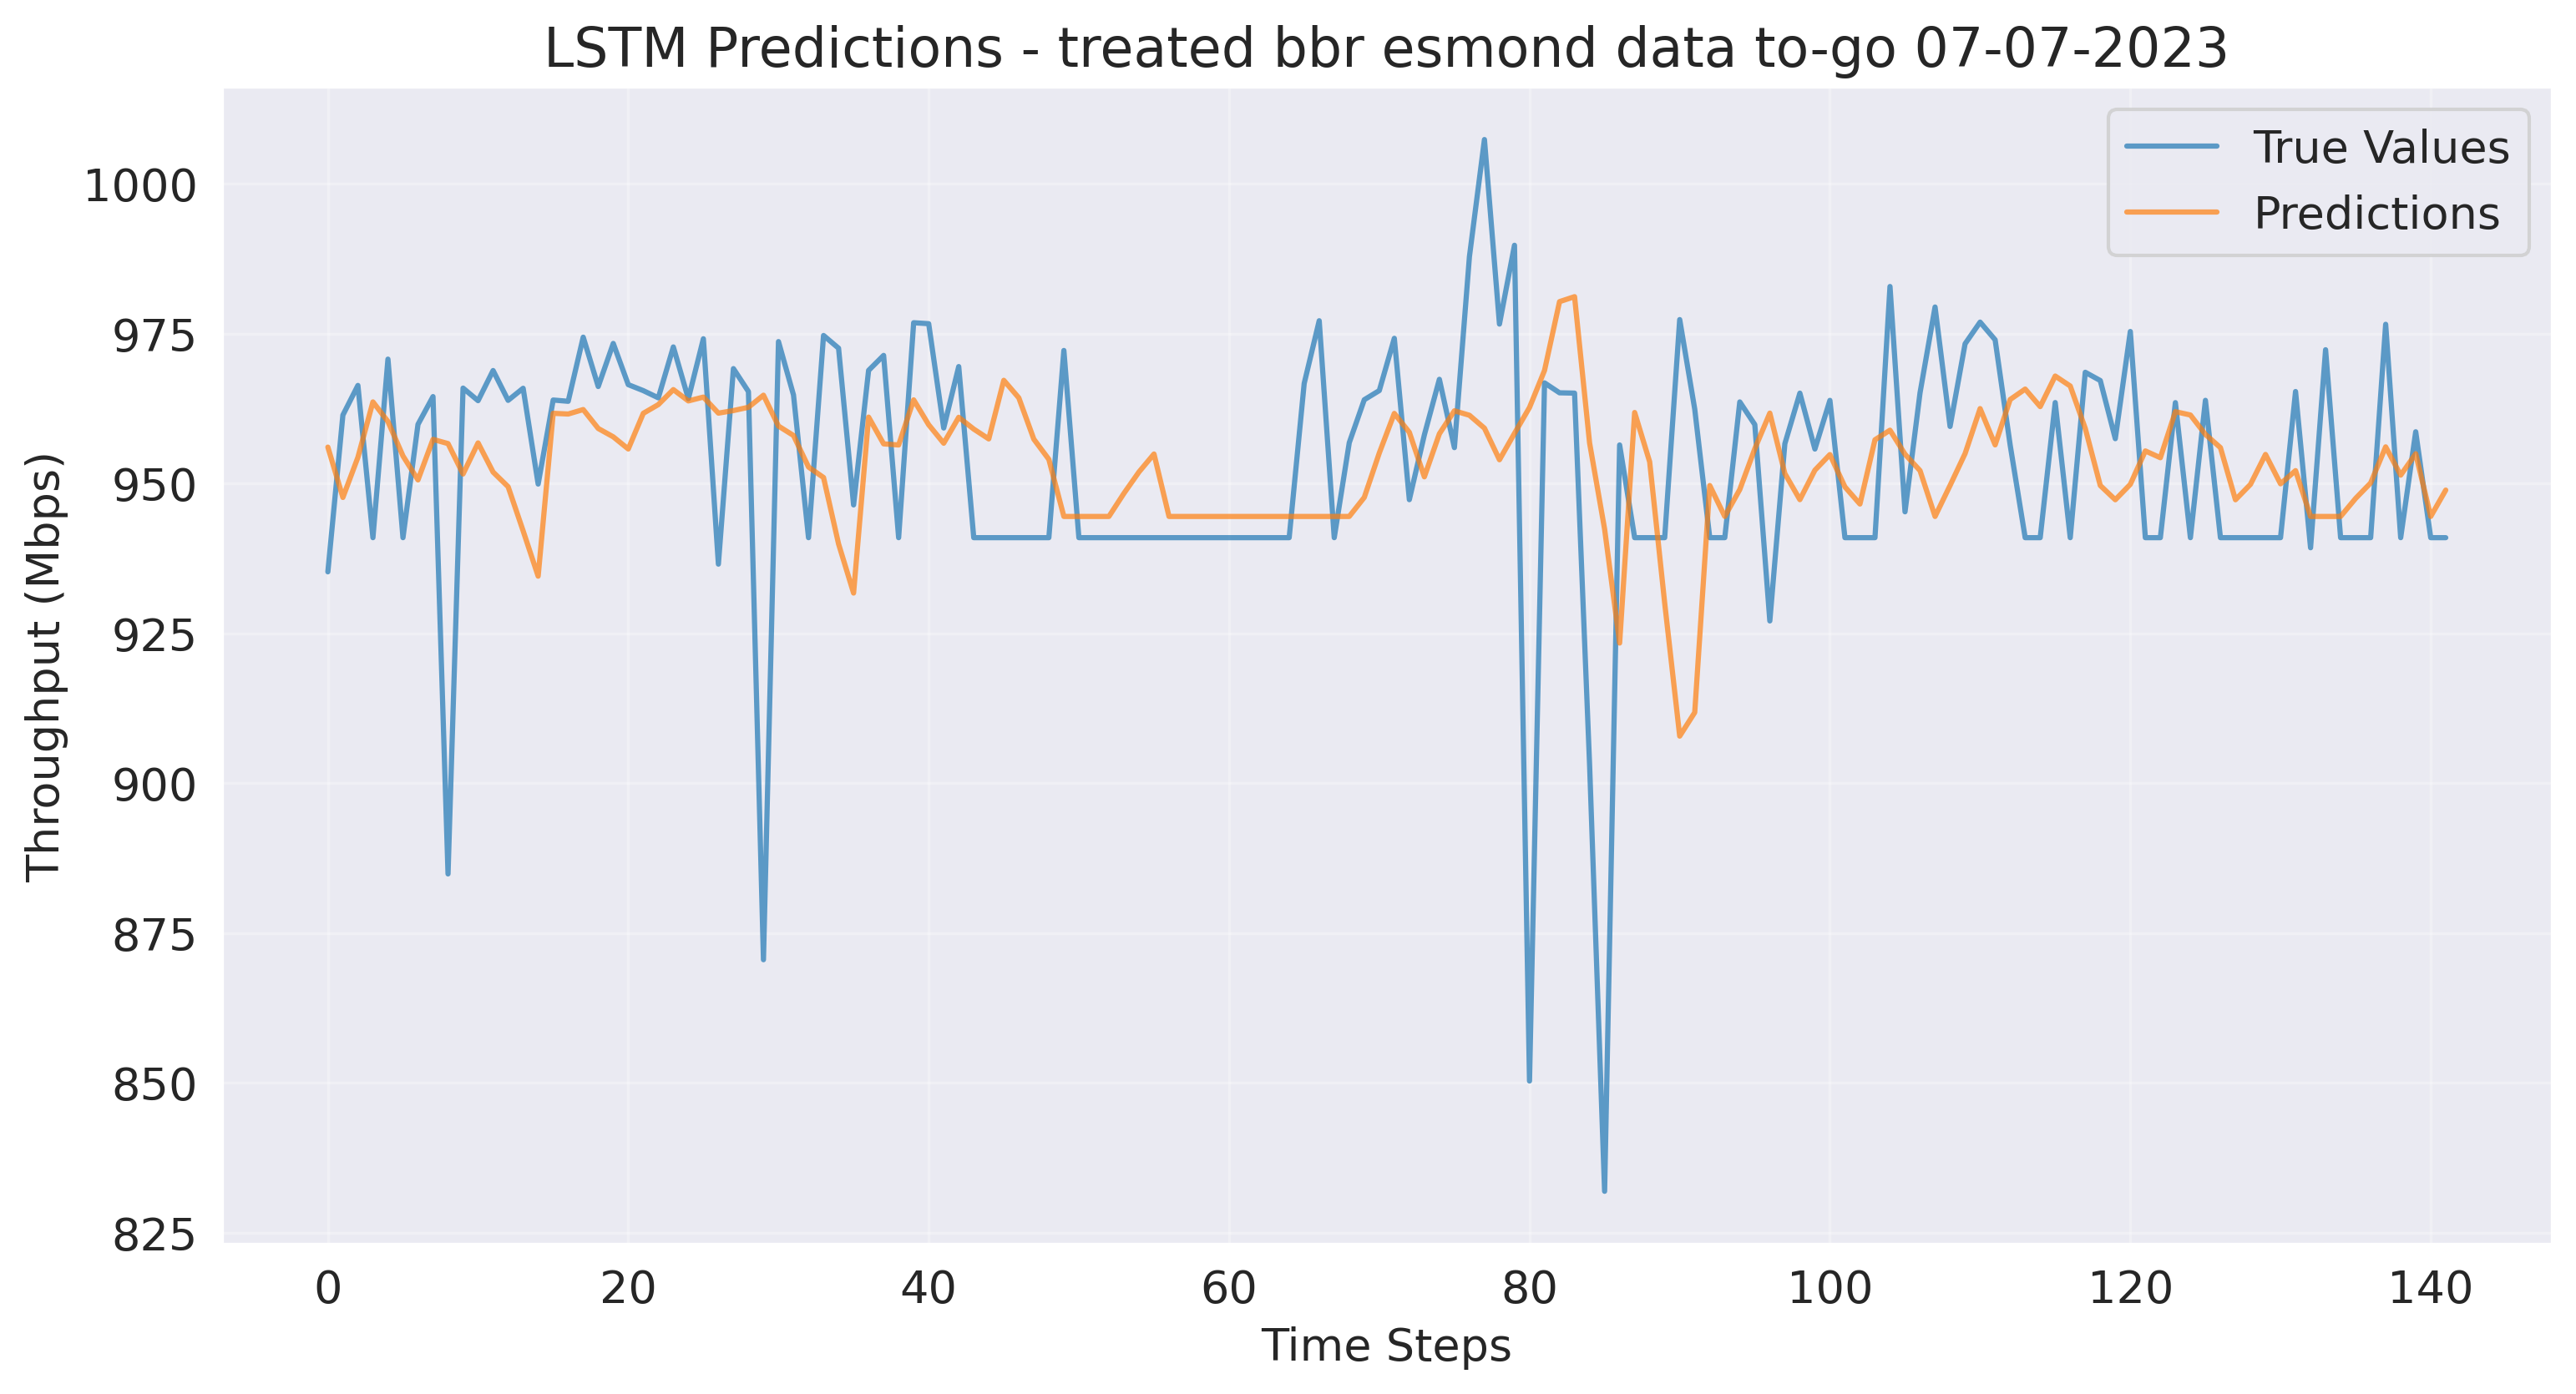 LSTM Predictions - treated bbr esmond data to-go 07-07-2023
True Values
Predictions
Throughput (Mbps)
1000
975
950
925
900
875
850
825
0 20 40 60 80 100 120 140
Time Steps